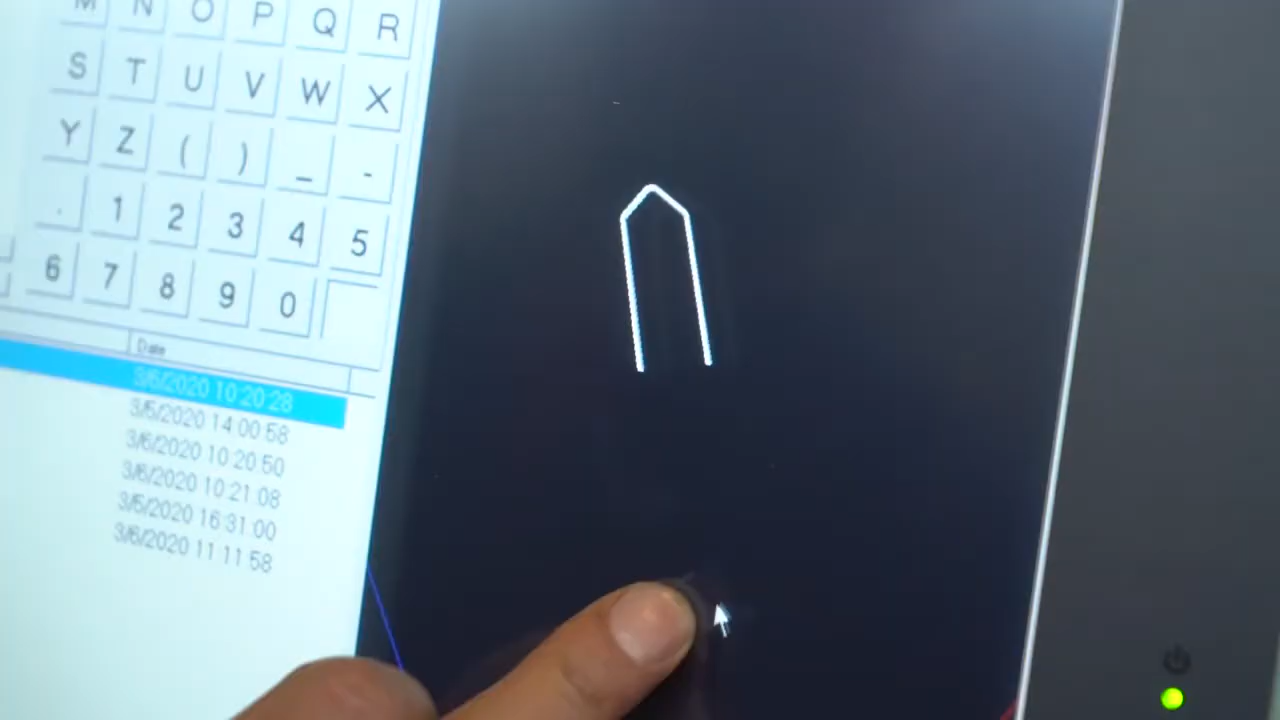 M N O P Q R
S T U V W X
Y Z ( ) _ -
. 1 2 3 4 5
6 7 8 9 0
Date
3/6/2020 10:20:28
3/5/2020 14:00:58
3/6/2020 10:20:50
3/6/2020 10:21:08
3/5/2020 16:31:00
3/6/2020 11:11:58